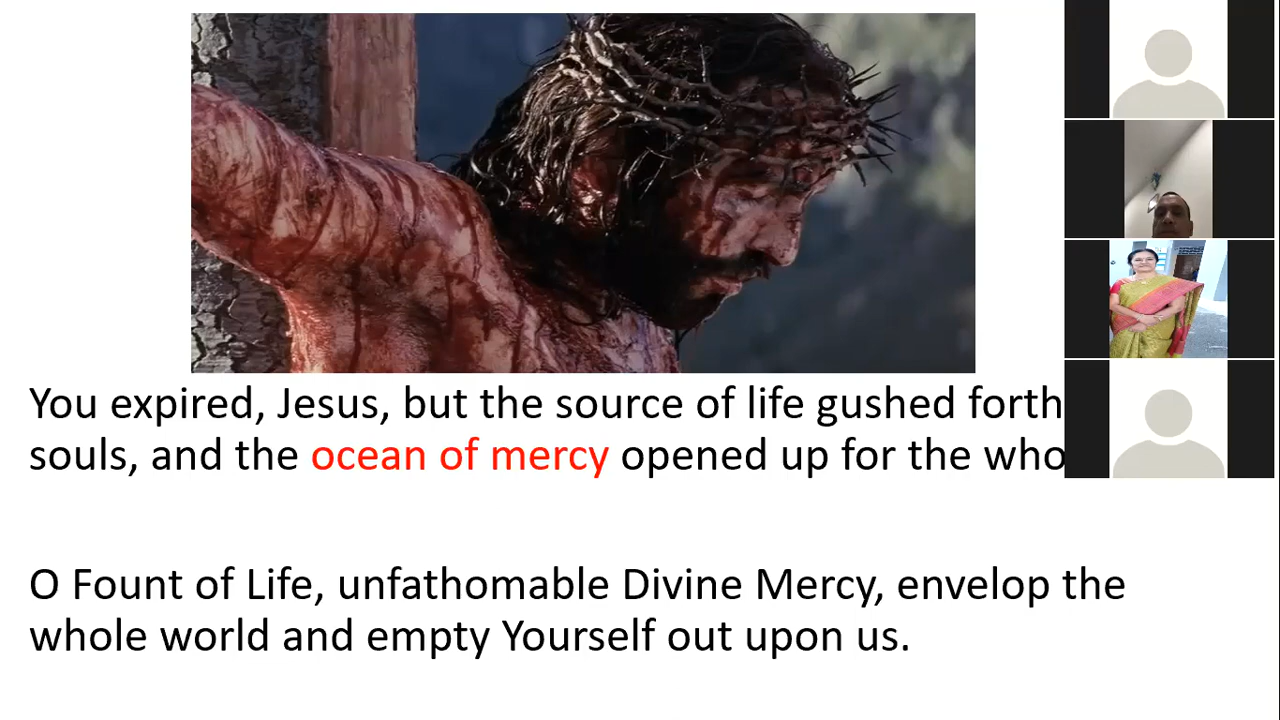 You expired, Jesus, but the source of life gushed forth
souls, and the ocean of mercy opened up for the
O Fount of Life, unfathomable Divine Mercy, envelop the
whole world and empty Yourself out upon us.